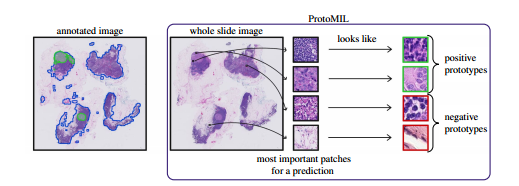 ProtoMIL
annotated image
whole slide image
looks like
positive
prototypes
negative
prototypes
most important patches
for a prediction